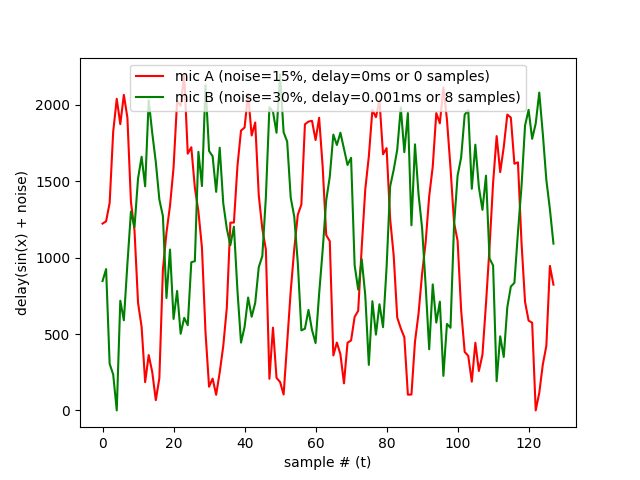 mic A (noise=15%, delay=0ms or 0 samples)
mic B (noise=30%, delay=0.001ms or 8 samples)
2000
1500
1000
500
0
delay(sin(x) + noise)
0 20 40 60 80 100 120
sample # (t)